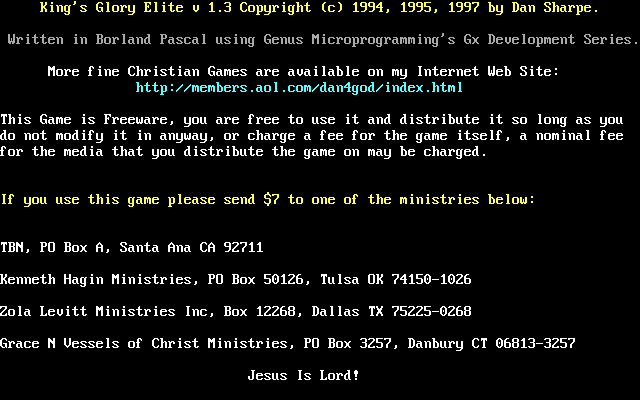 King's Glory Elite v 1.3 Copyright (c) 1994, 1995, 1997 by Dan Sharpe.
Written in Borland Pascal using Genus Microprogramming's Gx Development Series.
More fine Christian Games are available on my Internet Web Site:
http://members.aol.com/dan4god/index.html
This Game is Freeware, you are free to use it and distribute it so long as you
do not modify it in anyway, or charge a fee for the game itself, a nominal fee
for the media that you distribute the game on may be charged.
If you use this game please send $7 to one of the ministries below:
TBN, PO Box A, Santa Ana CA 92711
Kenneth Hagin Ministries, PO Box 50126, Tulsa OK 74150-1026
Zola Levitt Ministries Inc, Box 12268, Dallas TX 75225-0268
Grace N Vessels of Christ Ministries, PO Box 3257, Danbury CT 06813-3257
Jesus Is Lord!